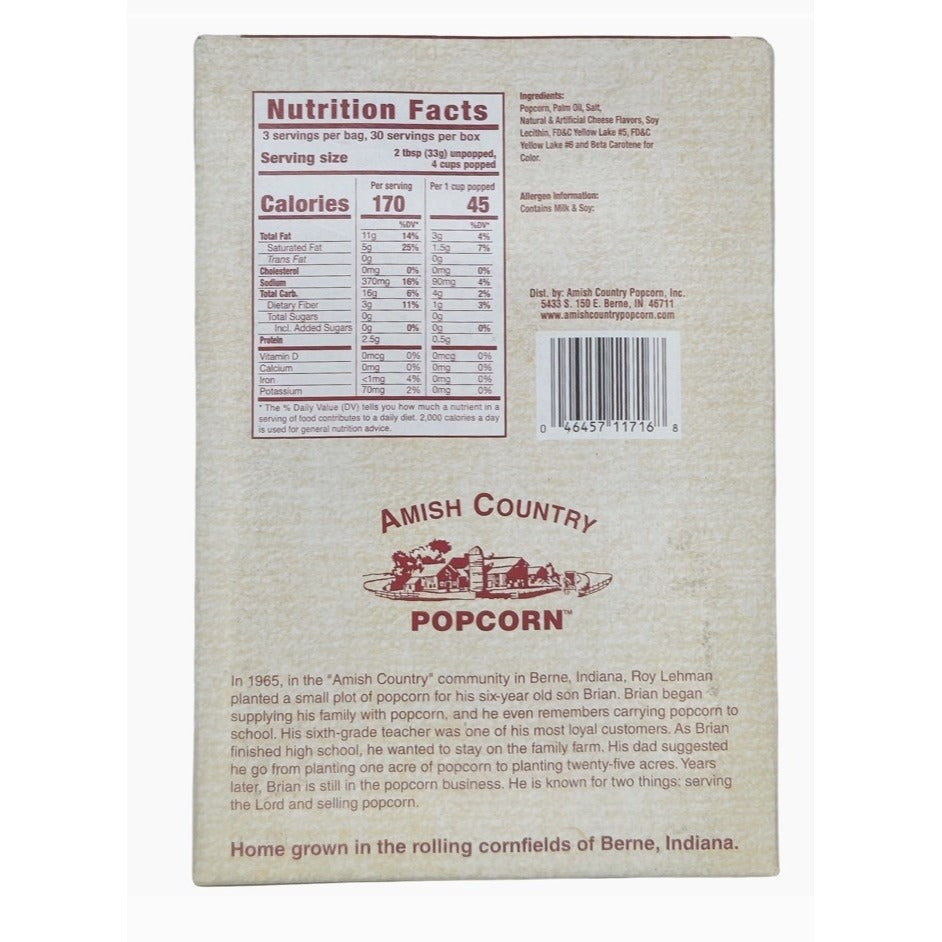 Nutrition Facts
3 servings per bag, 30 servings per box
Serving size 2 tbsp (33g) unpopped,
4 cups popped
Per serving Per 1 cup popped
Calories 170 45
%DV* %DV*
Total Fat 11g 14% 3g 4%
Saturated Fat 5g 25% 1.5g 7%
Trans Fat 0g 0g
Cholesterol 0mg 0% 0mg 0%
Sodium 370mg 16% 90mg 4%
Total Carb. 16g 6% 4g 2%
Dietary Fiber 3g 11% 1g 3%
Total Sugars 0g 0g
Incl. Added Sugars 0g 0% 0g 0%
Protein 2.5g 0.5g
Vitamin D 0mcg 0% 0mcg 0%
Calcium 0mg 0% 0mg 0%
Iron <1mg 4% 0mg 0%
Potassium 70mg 2% 0mg 0%
* The % Daily Value (DV) tells you how much a nutrient in a
serving of food contributes to a daily diet. 2,000 calories a day
is used for general nutrition advice.
Ingredients:
Popcorn, Palm Oil, Salt,
Natural & Artificial Cheese Flavors, Soy
Lecithin, FD&C Yellow Lake #5, FD&C
Yellow Lake #6 and Beta Carotene for
Color.
Allergen Information:
Contains Milk & Soy:
Dist. by: Amish Country Popcorn, Inc.
5433 S. 150 E. Berne, IN 46711
www.amishcountrypopcorn.com
0 46457 11716 8
AMISH COUNTRY
POPCORN™
In 1965, in the "Amish Country" community in Berne, Indiana, Roy Lehman
planted a small plot of popcorn for his six-year old son Brian. Brian began
supplying his family with popcorn, and he even remembers carrying popcorn to
school. His sixth-grade teacher was one of his most loyal customers. As Brian
finished high school, he wanted to stay on the family farm. His dad suggested
he go from planting one acre of popcorn to planting twenty-five acres. Years
later, Brian is still in the popcorn business. He is known for two things: serving
the Lord and selling popcorn.
Home grown in the rolling cornfields of Berne, Indiana.